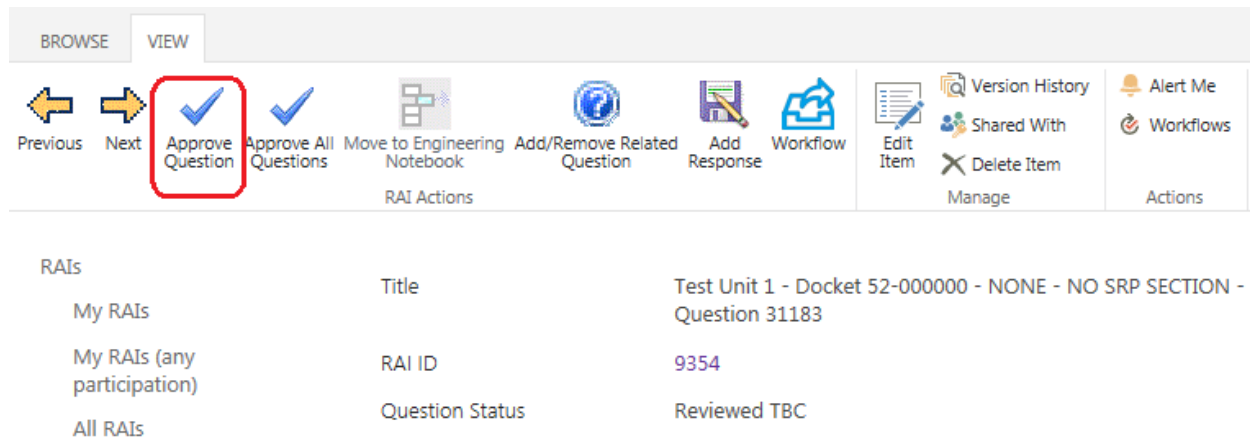 BROWSE VIEW
Previous Next Approve Question Approve All Questions Move to Engineering Notebook Add/Remove Related Question Add Response Workflow Edit Item Version History Alert Me
Shared With Workflows
Delete Item
RAI Actions Manage Actions
RAIs
My RAIs
My RAIs (any
participation)
All RAIs
Title Test Unit 1 - Docket 52-000000 - NONE - NO SRP SECTION -
Question 31183
RAI ID 9354
Question Status Reviewed TBC